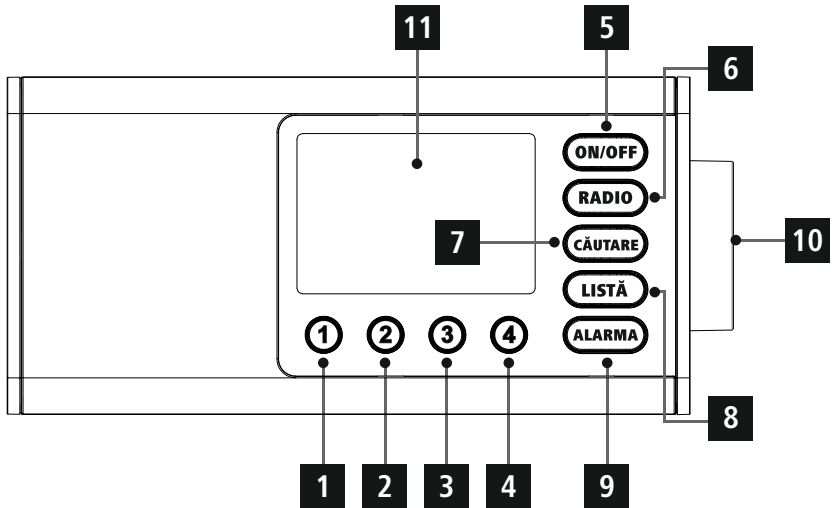 11
5
6
ON/OFF
RADIO
7
CĂUTARE
10
LISTĂ
1 2 3 4
ALARMA
8
1 2 3 4
9